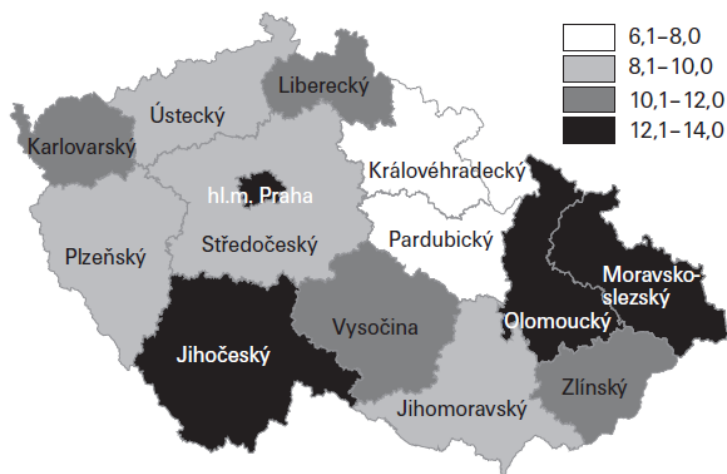 6,1–8,0
8,1–10,0
10,1–12,0
12,1–14,0
Liberecký
Ústecký
Karlovarský
Královéhradecký
hl.m. Praha
Plzeňský
Středočeský
Pardubický
Moravsko-
slezský
Olomoucký
Vysočina
Jihočeský
Zlínský
Jihomoravský